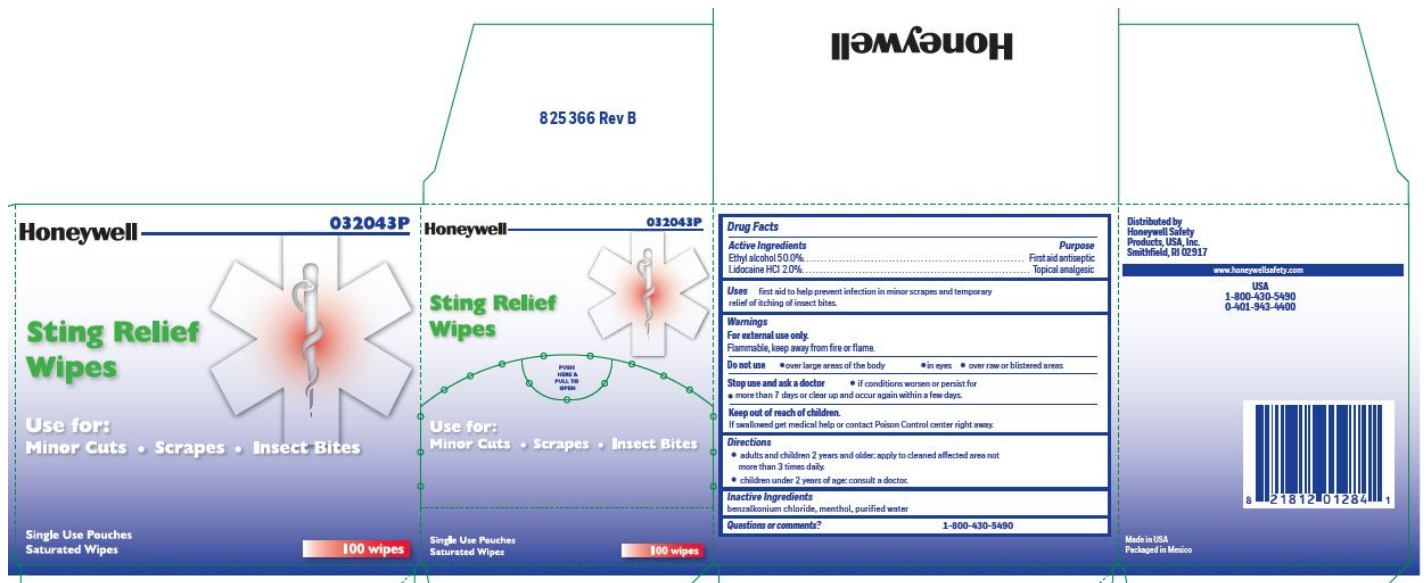 Honeywell
825366 Rev B
Honeywell 032043P
Sting Relief
Wipes
Use for:
Minor Cuts • Scrapes • Insect Bites
Single Use Pouches
Saturated Wipes
100 wipes
Honeywell 032043P
Sting Relief
Wipes
PUSH
HERE &
PULL TO
OPEN
Use for:
Minor Cuts • Scrapes • Insect Bites
Single Use Pouches
Saturated Wipes
100 wipes
Drug Facts
Active Ingredients Purpose
Ethyl alcohol 50.0%.......... First aid antiseptic
Lidocaine HCl 2.0%.......... Topical analgesic
Uses first aid to help prevent infection in minor scrapes and temporary
relief of itching of insect bites.
Warnings
For external use only.
Flammable, keep away from fire or flame.
Do not use • over large areas of the body • in eyes • over raw or blistered areas
Stop use and ask a doctor • if conditions worsen or persist for
• more than 7 days or clear up and occur again within a few days.
Keep out of reach of children.
If swallowed get medical help or contact Poison Control center right away.
Directions
• adults and children 2 years and older: apply to cleaned affected area not
more than 3 times daily.
• children under 2 years of age: consult a doctor.
Inactive Ingredients
benzalkonium chloride, menthol, purified water
Questions or comments? 1-800-430-5490
Distributed by
Honeywell Safety
Products, USA, Inc.
Smithfield, RI 02917
www.honeywellsafety.com
USA
1-800-430-5490
0-401-943-4400
8 21812 01284 1
Made in USA
Packaged in Mexico